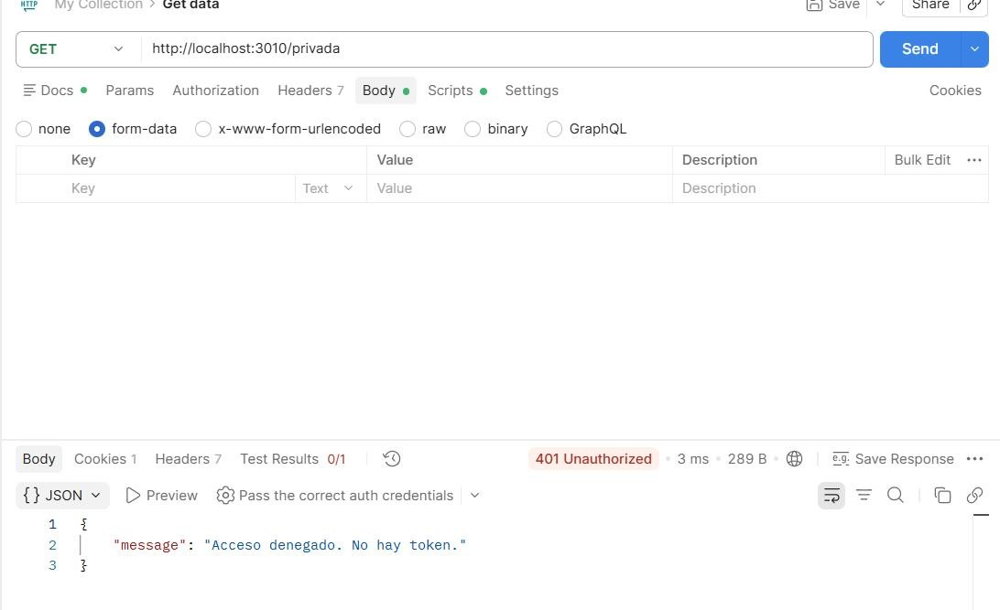 HTTP My Collection > Get data Save Share
GET http://localhost:3010/privada Send
Docs Params Authorization Headers 7 Body Scripts Settings Cookies
none form-data x-www-form-urlencoded raw binary GraphQL
Key Value Description Bulk Edit ...
Key Text Value Description
Body Cookies 1 Headers 7 Test Results 0/1 401 Unauthorized • 3 ms • 289 B • e.g. Save Response ...
{} JSON Preview Pass the correct auth credentials
1 {
2 "message": "Acceso denegado. No hay token."
3 }